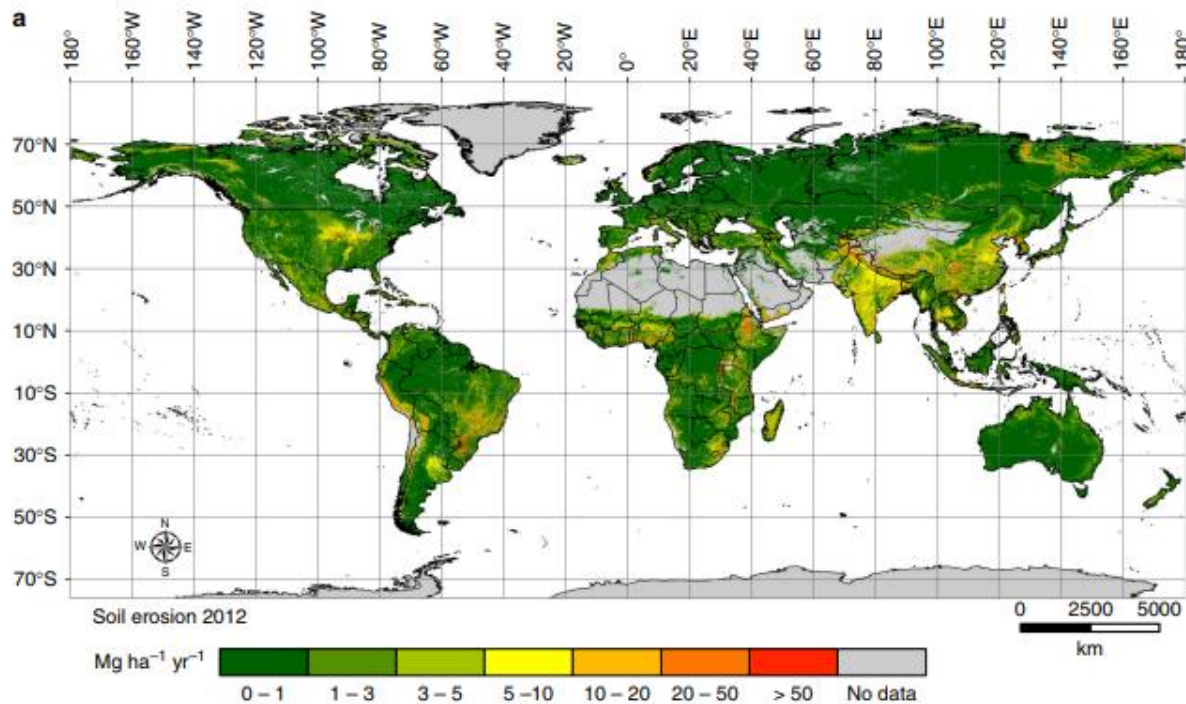 a
180° 160°W 140°W 120°W 100°W 80°W 60°W 40°W 20°W 0° 20°E 40°E 60°E 80°E 100°E 120°E 140°E 160°E 180°
70°N
50°N
30°N
10°N
10°S
30°S
50°S
70°S
N
W E
S
Soil erosion 2012
0 2500 5000
km
Mg ha⁻¹ yr⁻¹
0 – 1 1 – 3 3 – 5 5 –10 10 – 20 20 – 50 > 50 No data